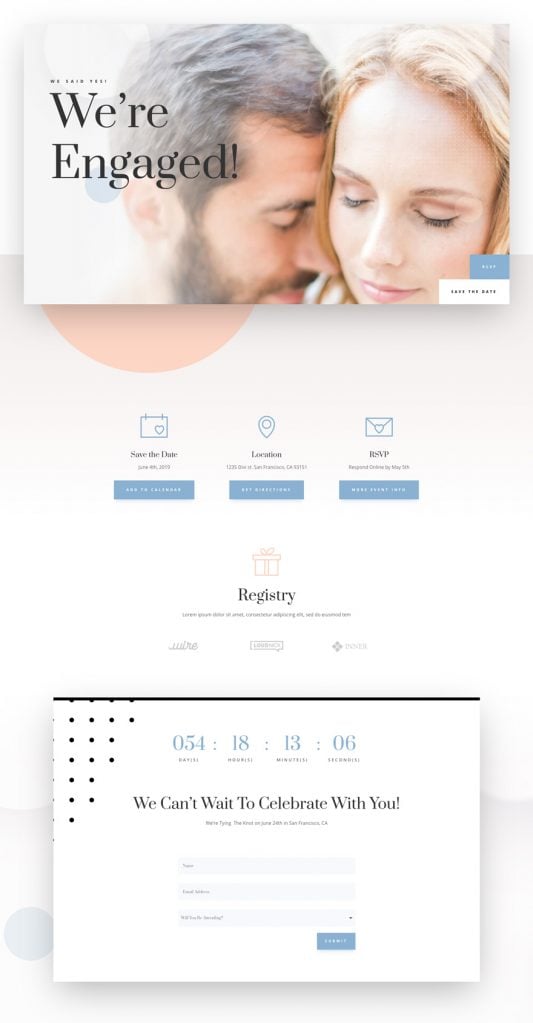 WE SAID YES!
We're
Engaged!
RSVP
SAVE THE DATE
Save the Date
Location
RSVP
June 4th, 2019
1235 Divi st. San Francisco, CA 93151
Respond Online by May 5th
ADD TO CALENDAR
GET DIRECTIONS
MORE EVENT INFO
Registry
Lorem ipsum dolor sit amet, consectetur adipiscing elit, sed do eiusmod tem
wire
INNER
054 : 18 : 13 : 06
DAY(S) HOUR(S) MINUTE(S) SECOND(S)
We Can't Wait To Celebrate With You!
We're Tying The Knot on June 24th in San Francisco, CA
Name
Email Address
Will You Be Attending?
SUBMIT